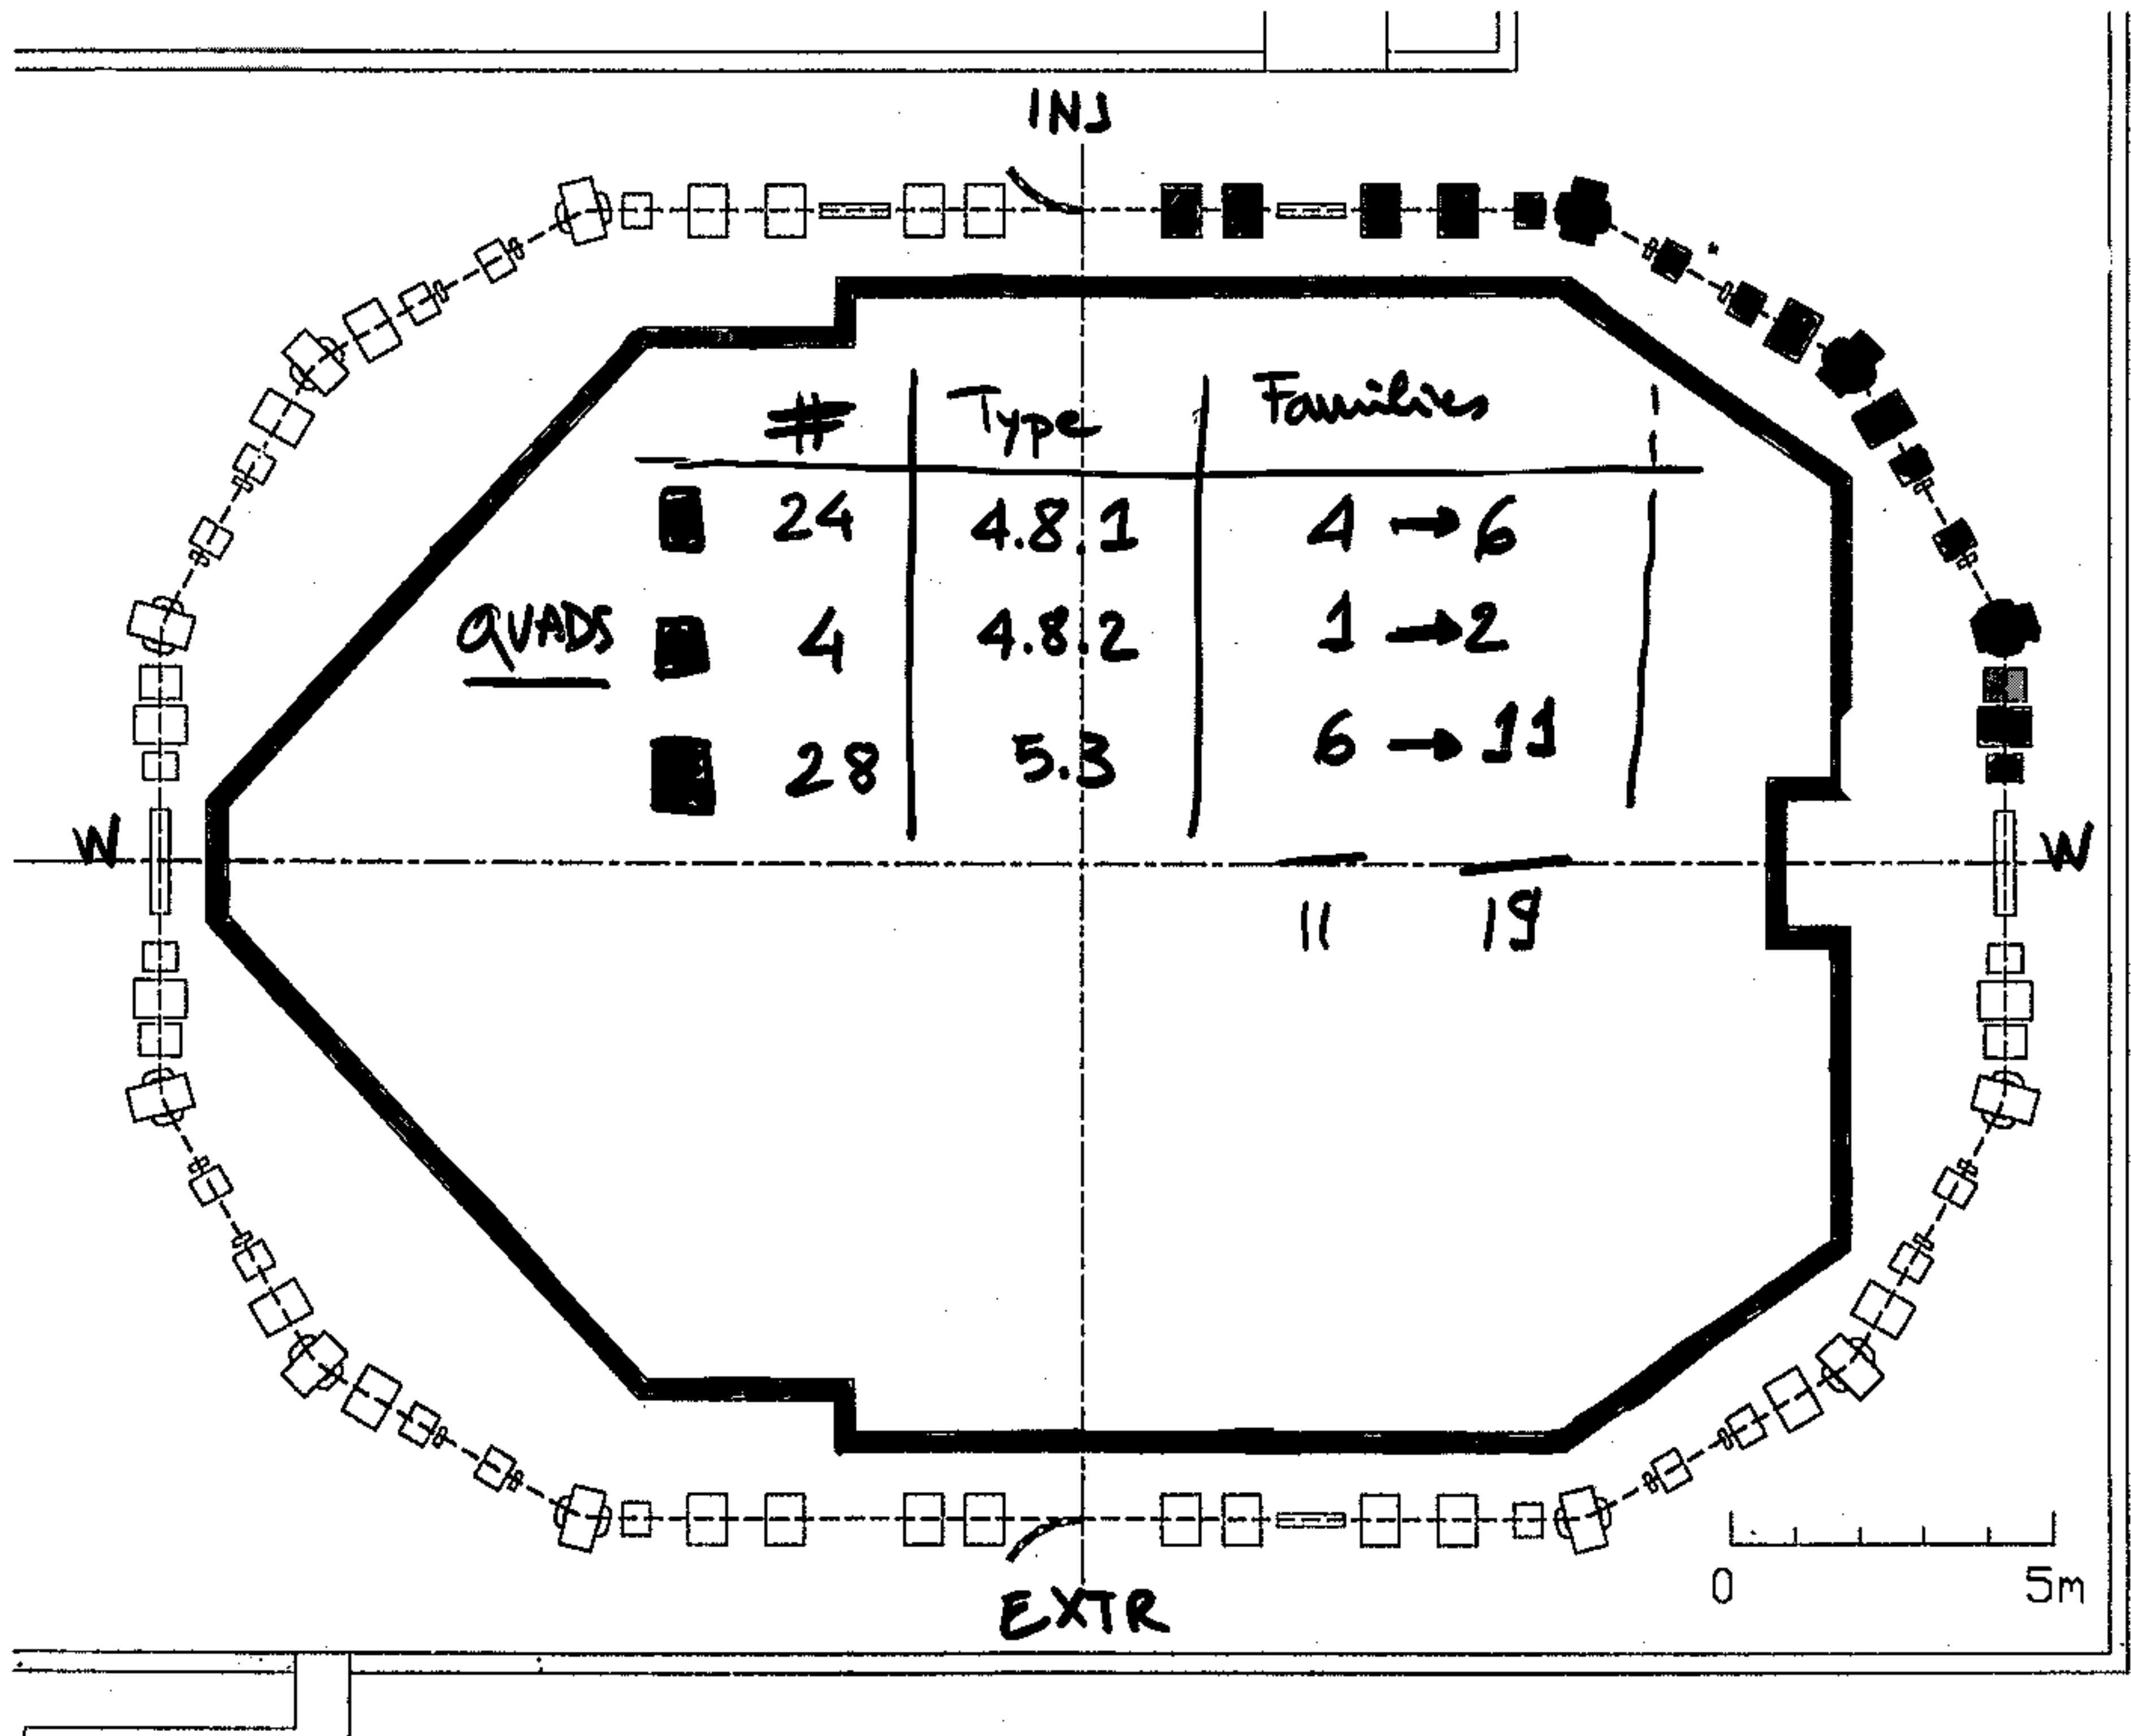 INJ
# Type Families
24 4.8.1 4 → 6
QUADS 4 4.8.2 1 → 2
28 5.3 6 → 11
W W
11 19
0 5m
EXTR